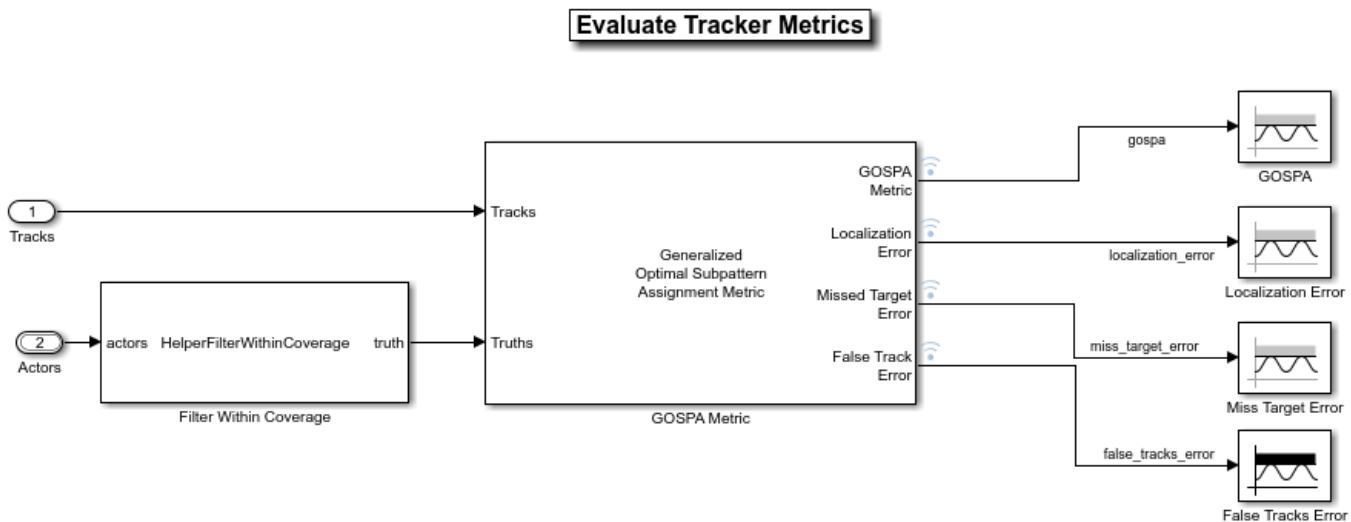 Evaluate Tracker Metrics
1
Tracks
2
Actors
actors
HelperFilterWithinCoverage
truth
Filter Within Coverage
Tracks
Truths
Generalized
Optimal Subpattern
Assignment Metric
GOSPA
Metric
Localization
Error
Missed Target
Error
False Track
Error
GOSPA Metric
gospa
GOSPA
localization_error
Localization Error
miss_target_error
Miss Target Error
false_tracks_error
False Tracks Error